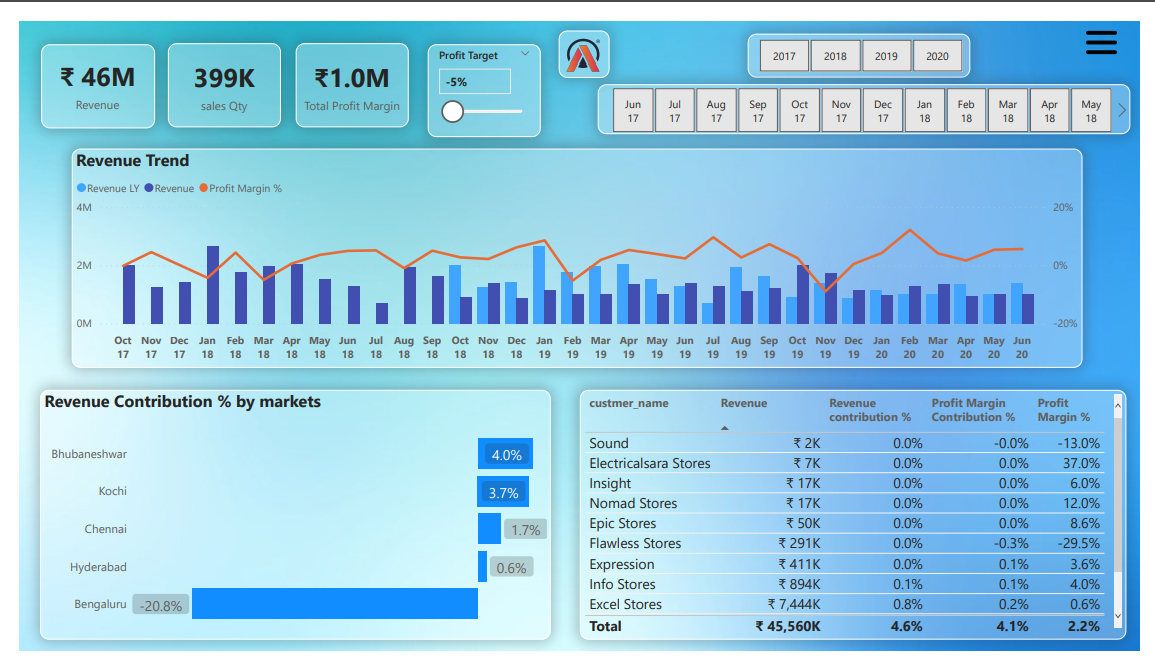 ₹ 46M
Revenue
399K
sales Qty
₹1.0M
Total Profit Margin
Profit Target
-5%
2017 2018 2019 2020
Jun 17 Jul 17 Aug 17 Sep 17 Oct 17 Nov 17 Dec 17 Jan 18 Feb 18 Mar 18 Apr 18 May 18
Revenue Trend
Revenue LY Revenue Profit Margin %
4M 20%
2M 0%
0M -20%
Oct Nov Dec Jan Feb Mar Apr May Jun Jul Aug Sep Oct Nov Dec Jan Feb Mar Apr May Jun Jul Aug Sep Oct Nov Dec Jan Feb Mar Apr May Jun
17 17 17 18 18 18 18 18 18 18 18 18 18 18 18 19 19 19 19 19 19 19 19 19 19 19 19 20 20 20 20 20 20
Revenue Contribution % by markets
Bhubaneshwar 4.0%
Kochi 3.7%
Chennai 1.7%
Hyderabad 0.6%
Bengaluru -20.8%
custmer_name Revenue Revenue contribution % Profit Margin Contribution % Profit Margin %
Sound ₹ 2K 0.0% -0.0% -13.0%
Electricalsara Stores ₹ 7K 0.0% 0.0% 37.0%
Insight ₹ 17K 0.0% 0.0% 6.0%
Nomad Stores ₹ 17K 0.0% 0.0% 12.0%
Epic Stores ₹ 50K 0.0% 0.0% 8.6%
Flawless Stores ₹ 291K 0.0% -0.3% -29.5%
Expression ₹ 411K 0.0% 0.1% 3.6%
Info Stores ₹ 894K 0.1% 0.1% 4.0%
Excel Stores ₹ 7,444K 0.8% 0.2% 0.6%
Total ₹ 45,560K 4.6% 4.1% 2.2%